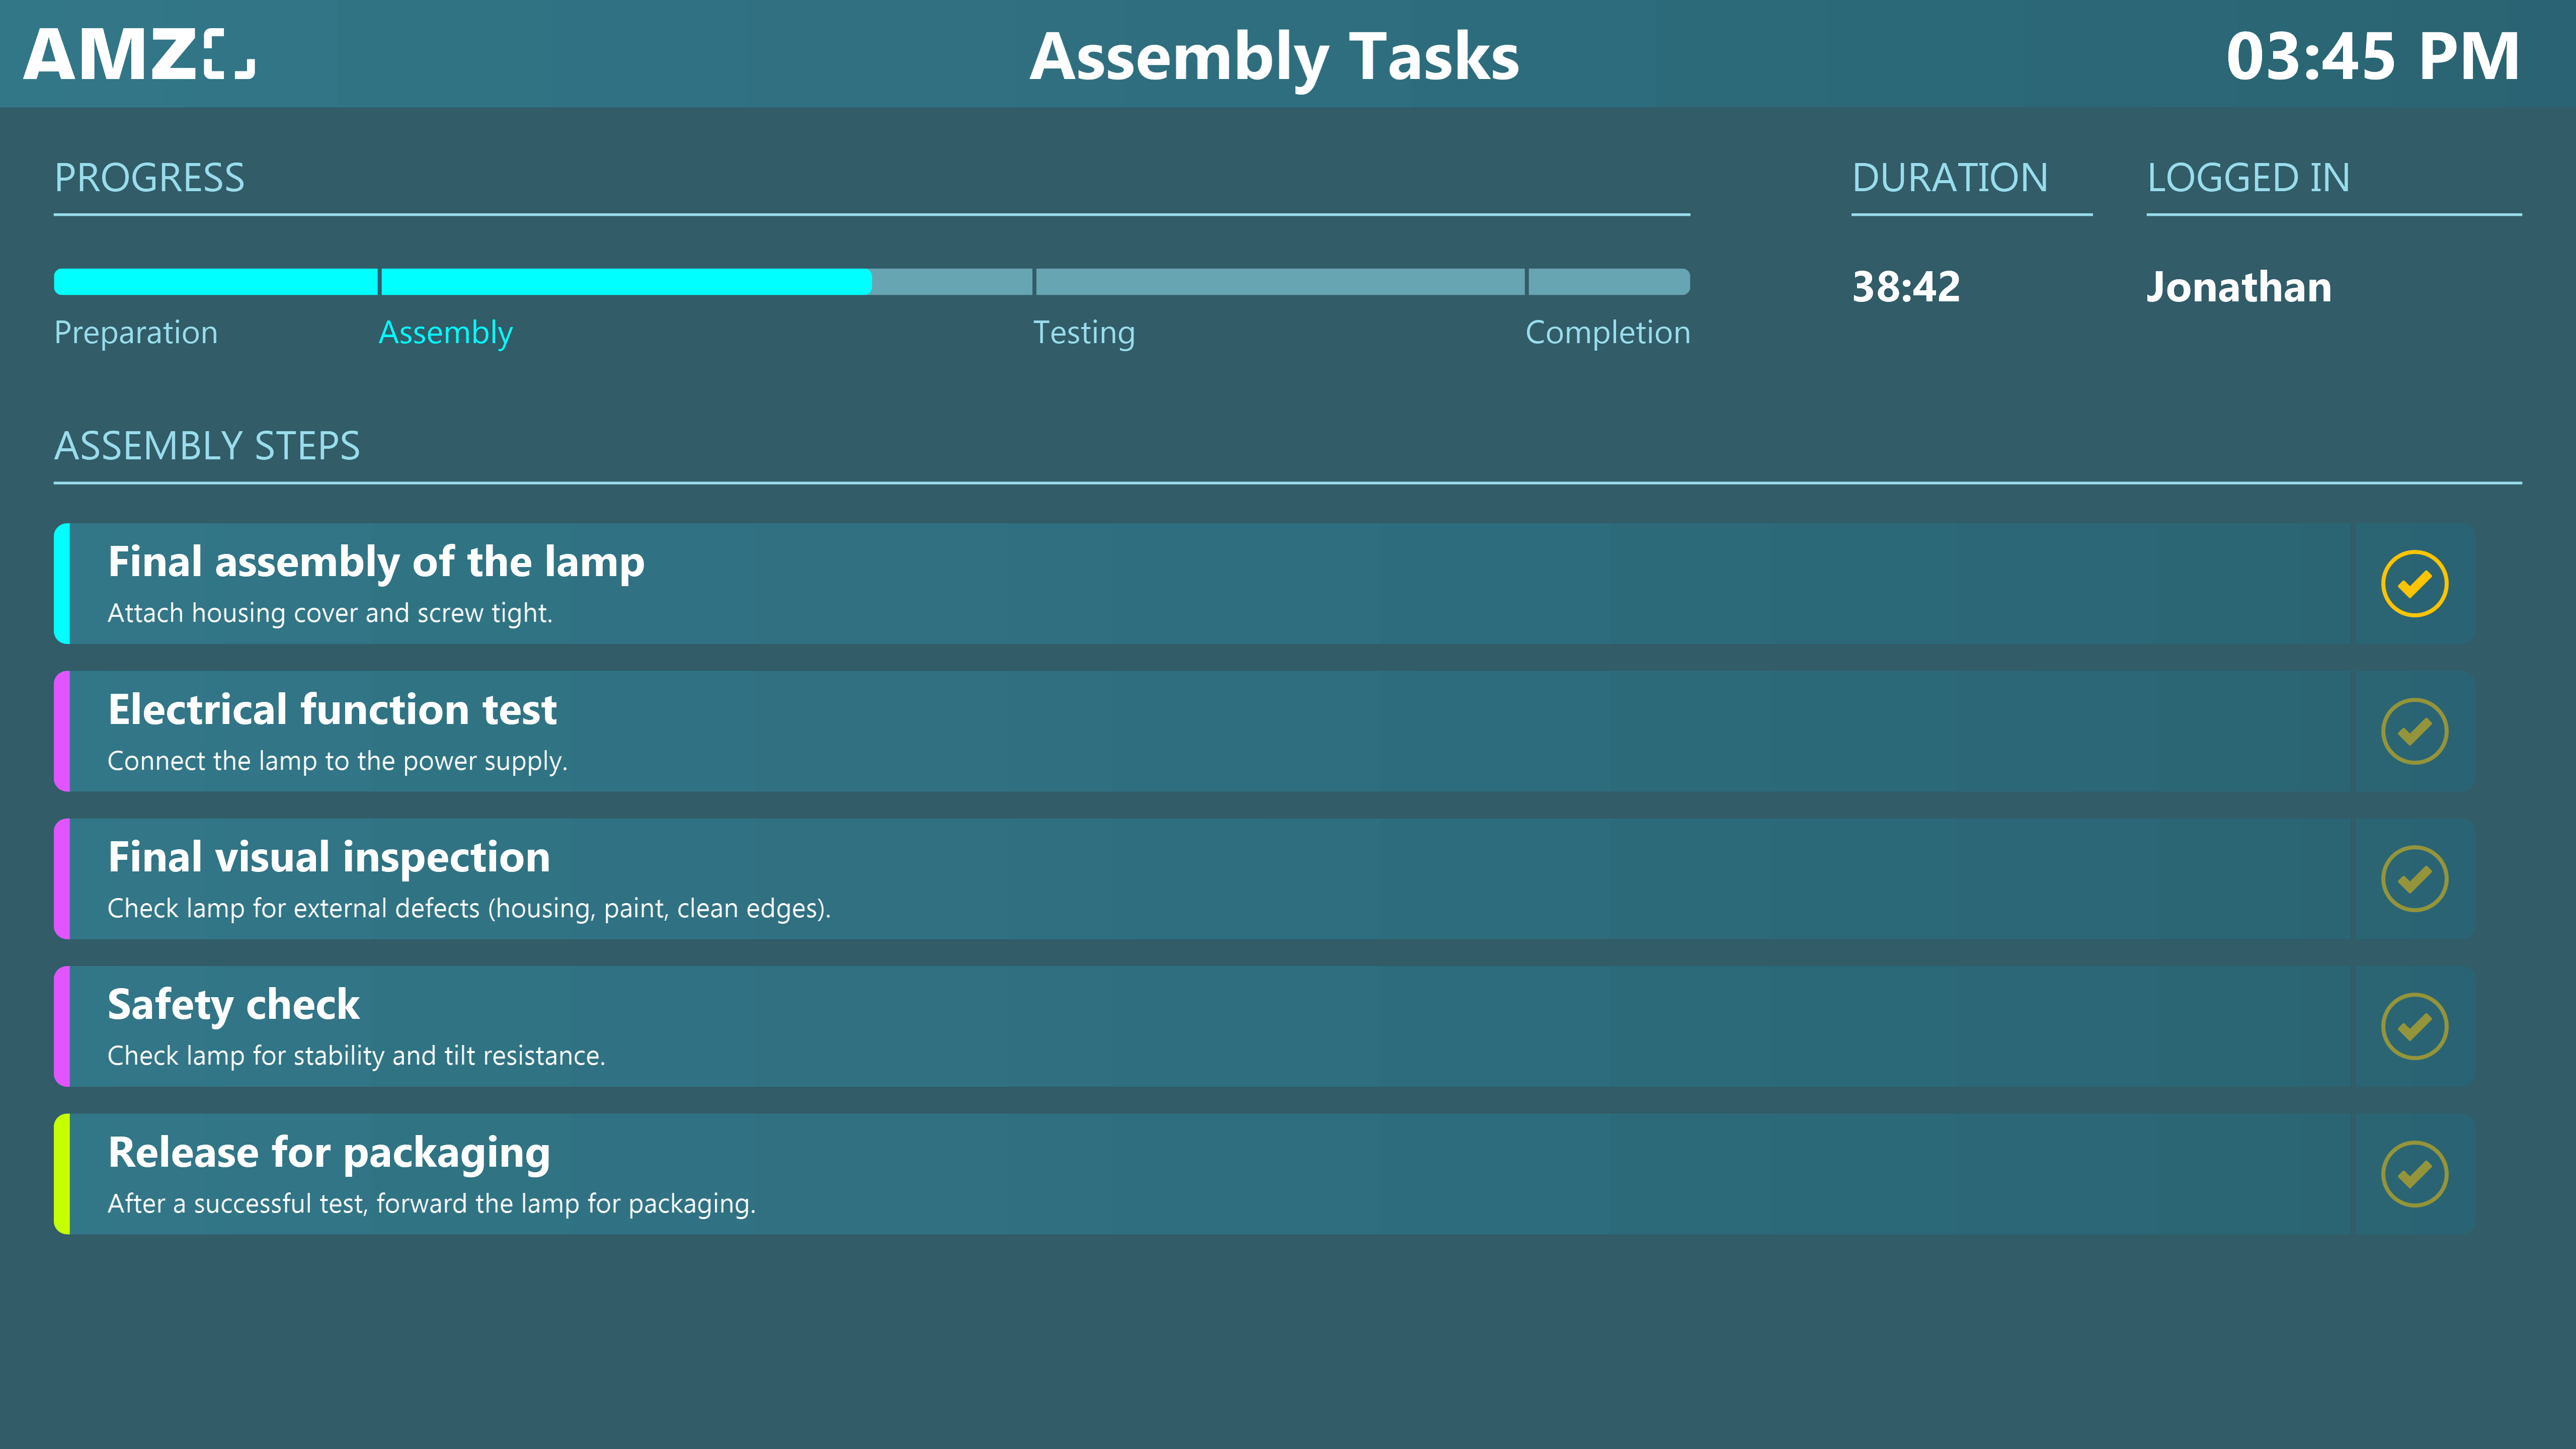 AMZ
Assembly Tasks
03:45 PM
PROGRESS
DURATION
LOGGED IN
38:42
Jonathan
Preparation
Assembly
Testing
Completion
ASSEMBLY STEPS
Final assembly of the lamp
Attach housing cover and screw tight.
Electrical function test
Connect the lamp to the power supply.
Final visual inspection
Check lamp for external defects (housing, paint, clean edges).
Safety check
Check lamp for stability and tilt resistance.
Release for packaging
After a successful test, forward the lamp for packaging.